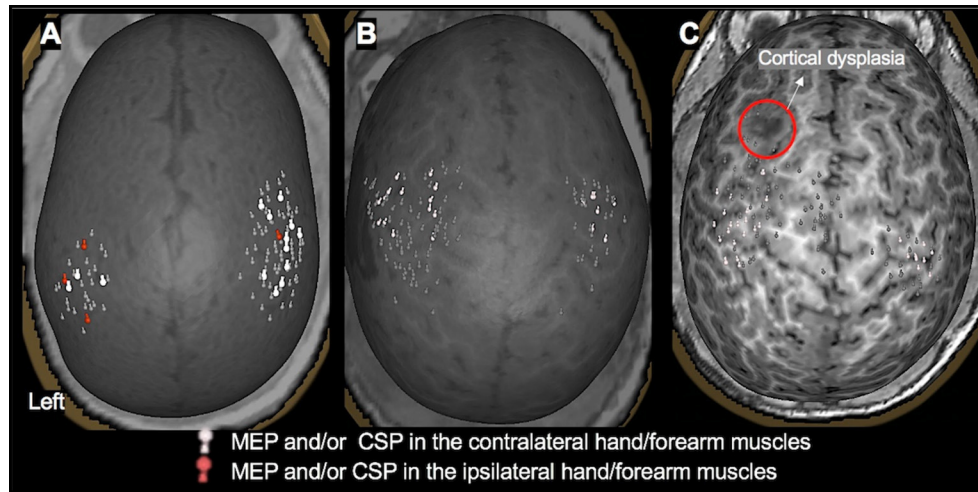 A
B
C
Cortical dysplasia
Left
MEP and/or CSP in the contralateral hand/forearm muscles
MEP and/or CSP in the ipsilateral hand/forearm muscles